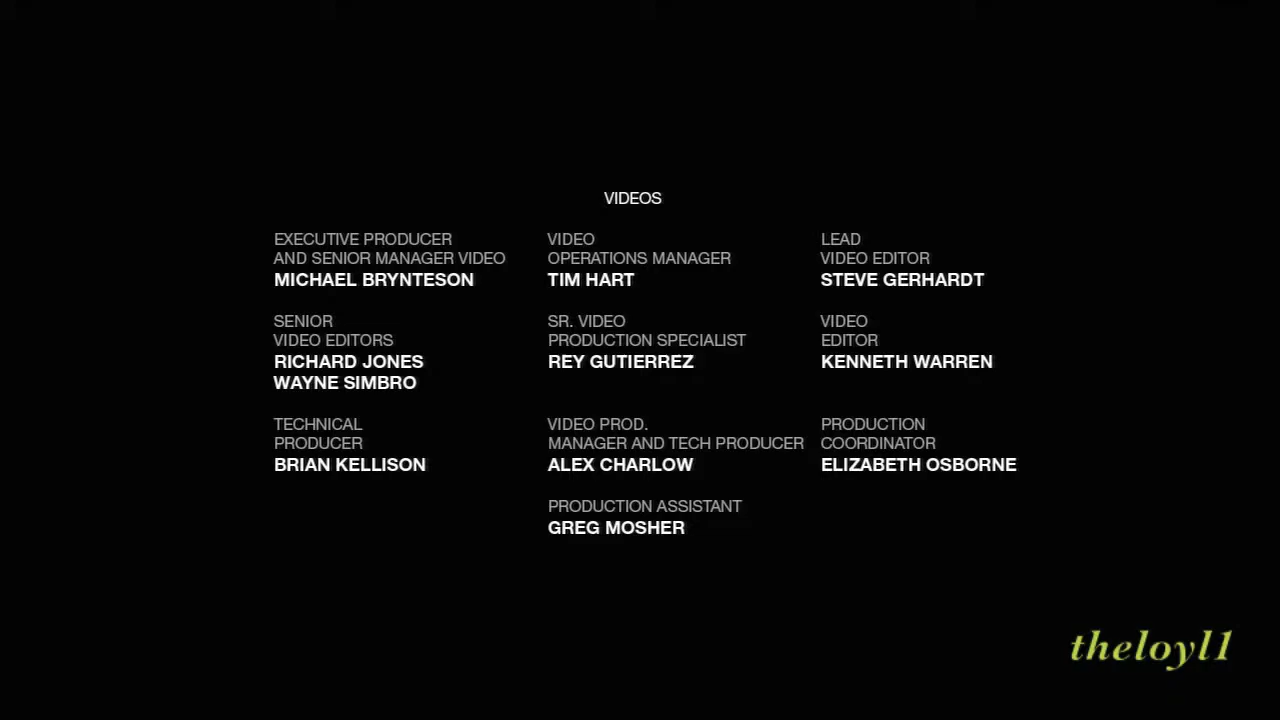 VIDEOS
EXECUTIVE PRODUCER
AND SENIOR MANAGER VIDEO
MICHAEL BRYNTESON
VIDEO
OPERATIONS MANAGER
TIM HART
LEAD
VIDEO EDITOR
STEVE GERHARDT
SENIOR
VIDEO EDITORS
RICHARD JONES
WAYNE SIMBRO
SR. VIDEO
PRODUCTION SPECIALIST
REY GUTIERREZ
VIDEO
EDITOR
KENNETH WARREN
TECHNICAL
PRODUCER
BRIAN KELLISON
VIDEO PROD.
MANAGER AND TECH PRODUCER
ALEX CHARLOW
PRODUCTION
COORDINATOR
ELIZABETH OSBORNE
PRODUCTION ASSISTANT
GREG MOSHER
theloyl1